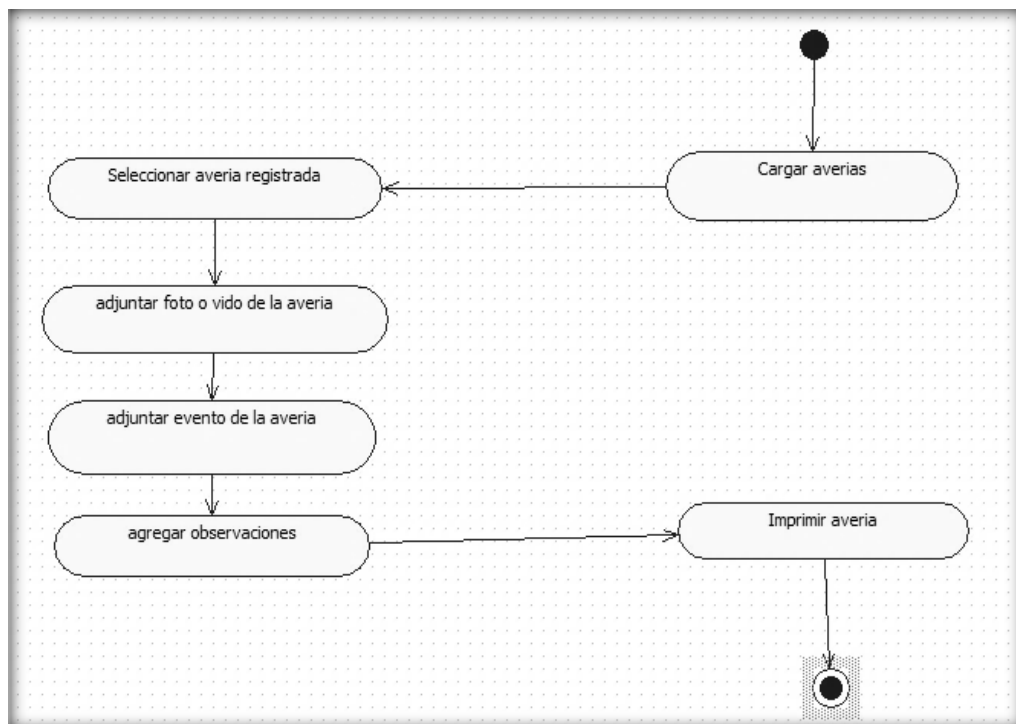 Cargar averias
Seleccionar averia registrada
adjuntar foto o vido de la averia
adjuntar evento de la averia
agregar observaciones
Imprimir averia